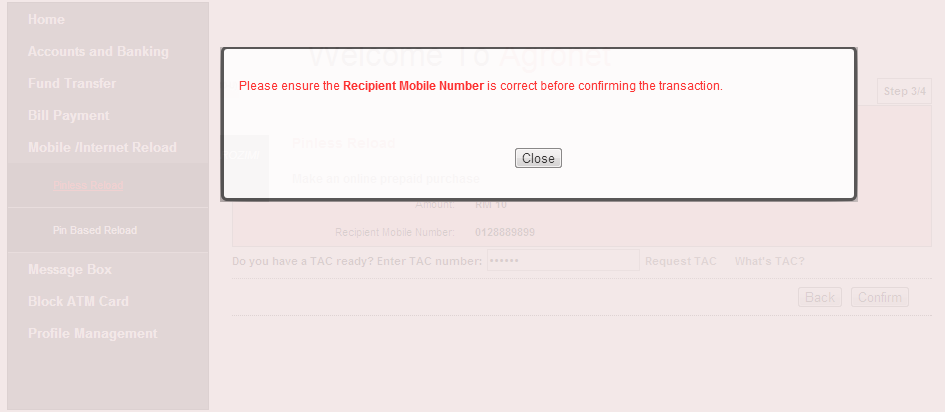 Home
Accounts and Banking
Fund Transfer
Bill Payment
Mobile /Internet Reload
Pinless Reload
Pin Based Reload
Message Box
Block ATM Card
Profile Management
Welcome To Agronet
Please ensure the Recipient Mobile Number is correct before confirming the transaction.
Close
Step 3/4
Pinless Reload
Make an online prepaid purchase
Amount: RM 10
Recipient Mobile Number: 0128889899
Do you have a TAC ready? Enter TAC number: •••••• Request TAC What's TAC?
Back Confirm